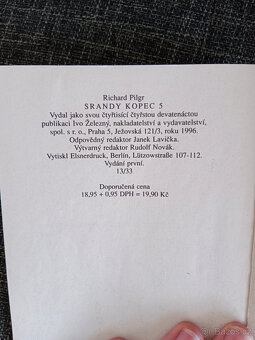 Richard Pilgr
SRANDY KOPEC 5
Vydal jako svou čtyřtisící čtyřstou devatenáctou
publikaci Ivo Železný, nakladatelství a vydavatelství,
spol. s r. o., Praha 5, Ježovská 121/3, roku 1996.
Odpovědný redaktor Janek Lavička.
Výtvarný redaktor Rudolf Novák.
Vytiskl Elsnerdruck, Berlín, Lützowstraße 107-112.
Vydání první.
13/33
Doporučená cena
18,95 + 0,95 DPH = 19,90 Kč